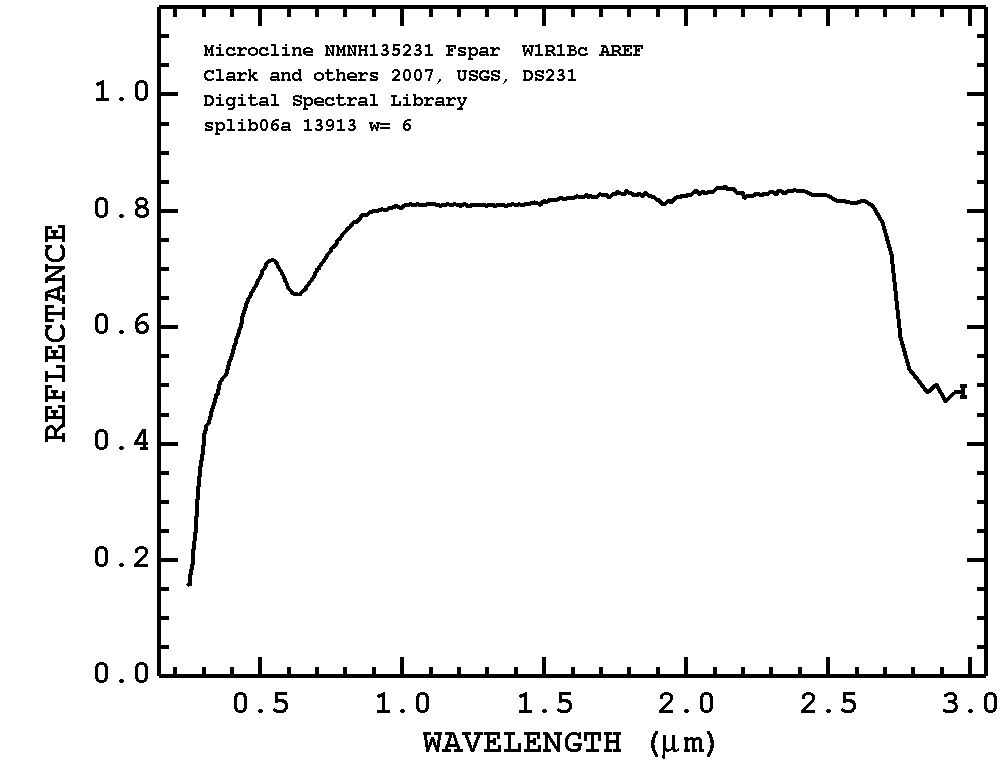 Microcline NMNH135231 Fspar  W1R1Bc AREF
Clark and others 2007, USGS, DS231
Digital Spectral Library
splib06a 13913 w= 6
1.0
0.8
0.6
0.4
0.2
0.0
REFLECTANCE
0.5 1.0 1.5 2.0 2.5 3.0
WAVELENGTH (μm)